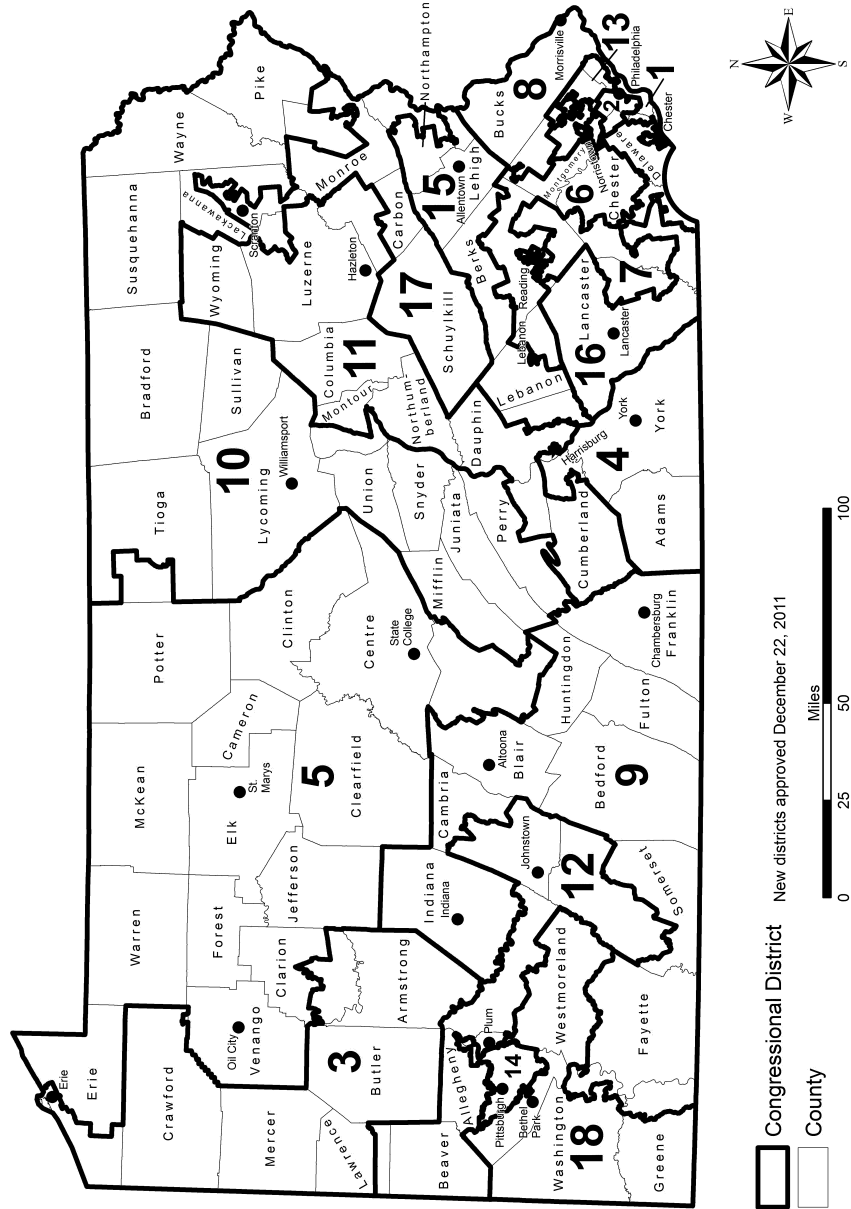 Erie
Erie
Crawford
Mercer
Lawrence
Beaver
Warren
Forest
Venango
Oil City
Clarion
Butler
3
Armstrong
Allegheny
Plum
14
Pittsburgh
Bethel
Park
Washington
18
Greene
Westmoreland
Fayette
McKean
Elk
St.
Marys
Jefferson
Cameron
Clearfield
5
Indiana
Indiana
Cambria
Johnstown
12
Somerset
Potter
Clinton
Centre
State
College
Altoona
Blair
Bedford
9
Huntingdon
Fulton
Chambersburg
Franklin
Tioga
Lycoming
10
Williamsport
Union
Snyder
Mifflin
Juniata
Perry
Cumberland
Adams
Bradford
Sullivan
Columbia
11
Montour
Northum-
berland
Dauphin
Harrisburg
4
York
York
Susquehanna
Wyoming
Lackawanna
Scranton
Luzerne
Hazleton
Schuylkill
17
Lebanon
Lebanon
16
Lancaster
Lancaster
Wayne
Pike
Monroe
Carbon
Northampton
15
Allentown
Lehigh
Berks
Reading
Bucks
8
Morrisville
Montgomery
Norristown
6
Chester
7
Delaware
13
Philadelphia
2
1
Chester
N
E
S
W
Congressional District
County
New districts approved December 22, 2011
Miles
0
25
50
100